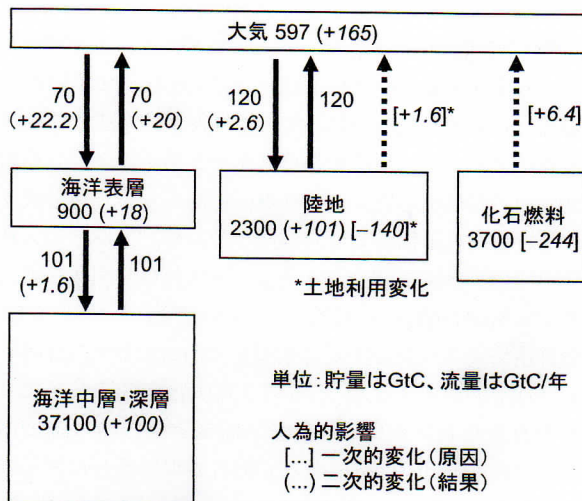 大気 597 (+165)
70
(+22.2)
70
(+20)
120
(+2.6)
120
[+1.6]*
[+6.4]
海洋表層
900 (+18)
陸地
2300 (+101) [−140]*
化石燃料
3700 [−244]
101
(+1.6)
101
*土地利用変化
海洋中層・深層
37100 (+100)
単位:貯量はGtC、流量はGtC/年
人為的影響
[...] 一次的変化(原因)
(...) 二次的変化(結果)